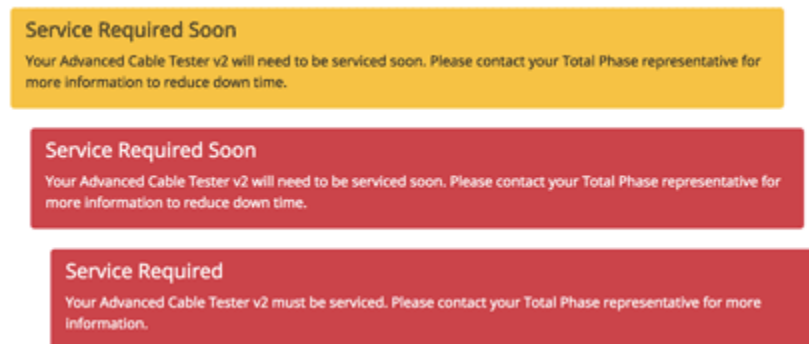 Service Required Soon
Your Advanced Cable Tester v2 will need to be serviced soon. Please contact your Total Phase representative for
more information to reduce down time.
Service Required Soon
Your Advanced Cable Tester v2 will need to be serviced soon. Please contact your Total Phase representative for
more information to reduce down time.
Service Required
Your Advanced Cable Tester v2 must be serviced. Please contact your Total Phase representative for more
information.